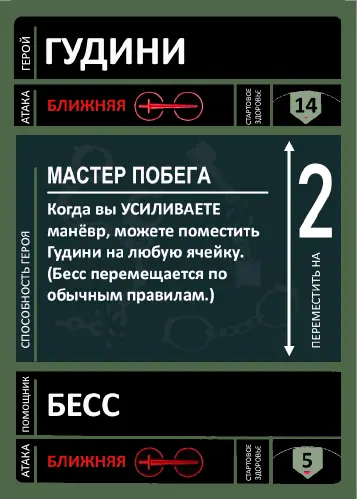 ГЕРОЙ
ГУДИНИ
АТАКА
БЛИЖНЯЯ
СТАРТОВОЕ
ЗДОРОВЬЕ
14
СПОСОБНОСТЬ ГЕРОЯ
МАСТЕР ПОБЕГА
Когда вы УСИЛИВАЕТЕ
манёвр, можете поместить
Гудини на любую ячейку.
(Бесс перемещается по
обычным правилам.)
2
ПЕРЕМЕСТИТЬ НА
ПОМОЩНИК
БЕСС
АТАКА
БЛИЖНЯЯ
СТАРТОВОЕ
ЗДОРОВЬЕ
5